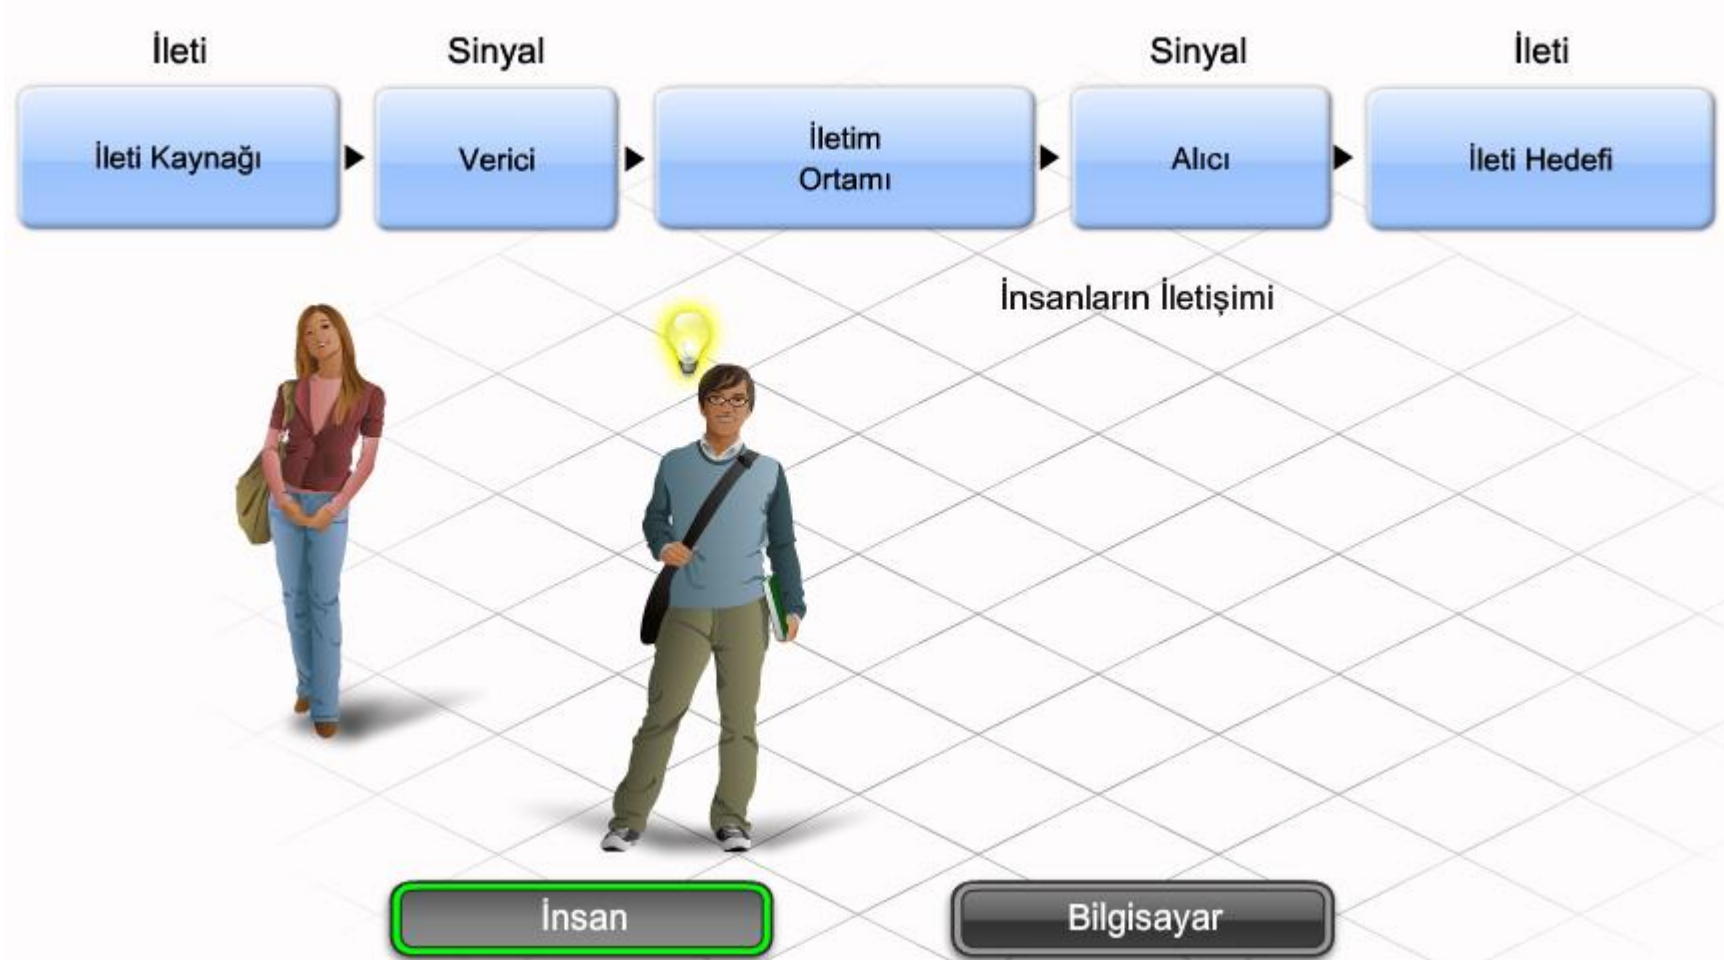 İleti
Sinyal
Sinyal
İleti
İleti Kaynağı
Verici
İletim
Ortamı
Alıcı
İleti Hedefi
İnsanların İletişimi
İnsan
Bilgisayar